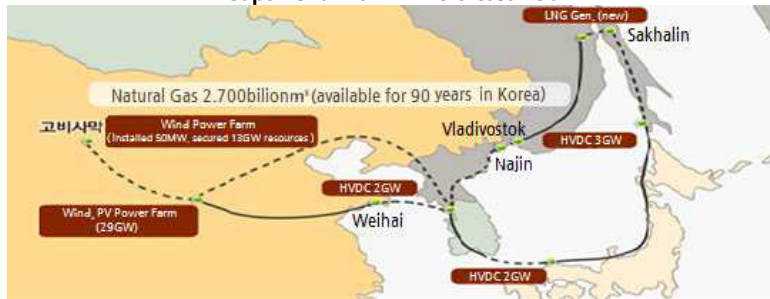 LNG Gen. (new)
Sakhalin
Natural Gas 2.700bilionm³(available for 90 years in Korea)
고비사막
Wind Power Farm
(Installed 50MW, secured 13GW resources)
Vladivostok
HVDC 3GW
Najin
HVDC 2GW
Wind, PV Power Farm
(29GW)
Weihai
HVDC 2GW